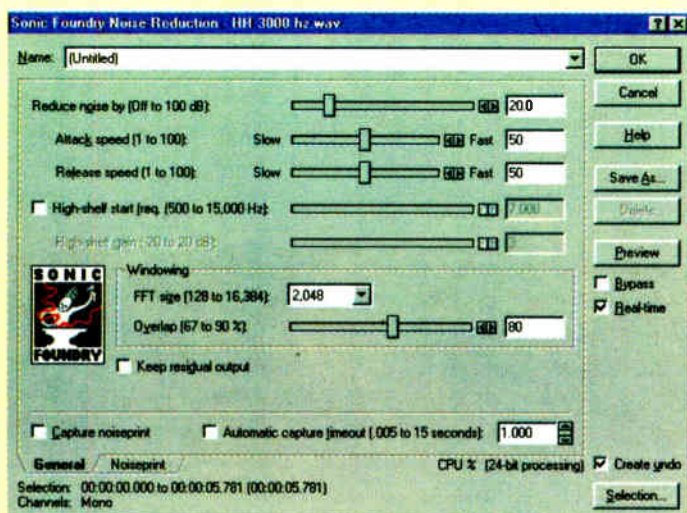 Sonic Foundry Noise Reduction - HH 3000 hz.wav
Name: (Untitled)
OK
Cancel
Help
Save As...
Delete
Preview
Bypass
Real-time
Reduce noise by (Off to 100 dB): 20.0
Attack speed (1 to 100): Slow Fast 50
Release speed (1 to 100): Slow Fast 50
High-shelf start freq. (500 to 15,000 Hz): 7,000
High-shelf gain (-20 to 20 dB):
SONIC
FOUNDRY
Windowing
FFT size (128 to 16,384): 2,048
Overlap (67 to 90 %): 80
Keep residual output
Capture noiseprint
Automatic capture timeout (.005 to 15 seconds): 1.000
General / Noiseprint
CPU % (24-bit processing)
Create undo
Selection: 00:00:00.000 to 00:00:05.781 (00:00:05.781)
Channels: Mono
Selection...